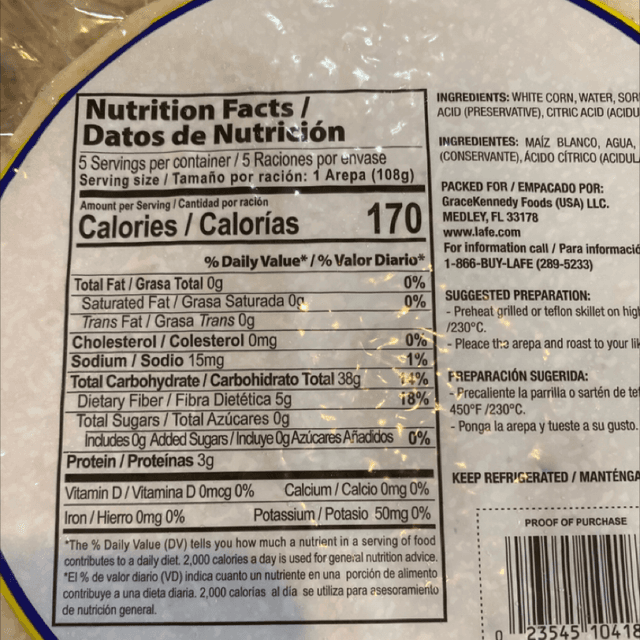 Nutrition Facts /
Datos de Nutrición
5 Servings per container / 5 Raciones por envase
Serving size / Tamaño por ración: 1 Arepa (108g)
Amount per Serving / Cantidad por ración
Calories / Calorías 170
% Daily Value* / % Valor Diario*
Total Fat / Grasa Total 0g 0%
Saturated Fat / Grasa Saturada 0g 0%
Trans Fat / Grasa Trans 0g
Cholesterol / Colesterol 0mg 0%
Sodium / Sodio 15mg 1%
Total Carbohydrate / Carbohidrato Total 38g 14%
Dietary Fiber / Fibra Dietética 5g 18%
Total Sugars / Total Azúcares 0g
Includes 0g Added Sugars / Incluye 0g Azúcares Añadidos 0%
Protein / Proteínas 3g
Vitamin D / Vitamina D 0mcg 0% Calcium / Calcio 0mg 0%
Iron / Hierro 0mg 0% Potassium / Potasio 50mg 0%
*The % Daily Value (DV) tells you how much a nutrient in a serving of food
contributes to a daily diet. 2,000 calories a day is used for general nutrition advice.
*El % de valor diario (VD) indica cuanto un nutriente en una porción de alimento
contribuye a una dieta diaria. 2,000 calorías al día se utiliza para asesoramiento
de nutrición general.
INGREDIENTS: WHITE CORN, WATER, SOR
ACID (PRESERVATIVE), CITRIC ACID (ACIDU
INGREDIENTES: MAÍZ BLANCO, AGUA,
(CONSERVANTE), ÁCIDO CÍTRICO (ACIDUL
PACKED FOR / EMPACADO POR:
GraceKennedy Foods (USA) LLC.
MEDLEY, FL 33178
www.lafe.com
For information call / Para informació
1-866-BUY-LAFE (289-5233)
SUGGESTED PREPARATION:
- Preheat grilled or teflon skillet on high
/230°C.
- Pleace the arepa and roast to your lik
PREPARACIÓN SUGERIDA:
- Precaliente la parrilla o sartén de tef
450°F /230°C.
- Ponga la arepa y tueste a su gusto.
KEEP REFRIGERATED / MANTÉNGA
PROOF OF PURCHASE
0 23545 10418